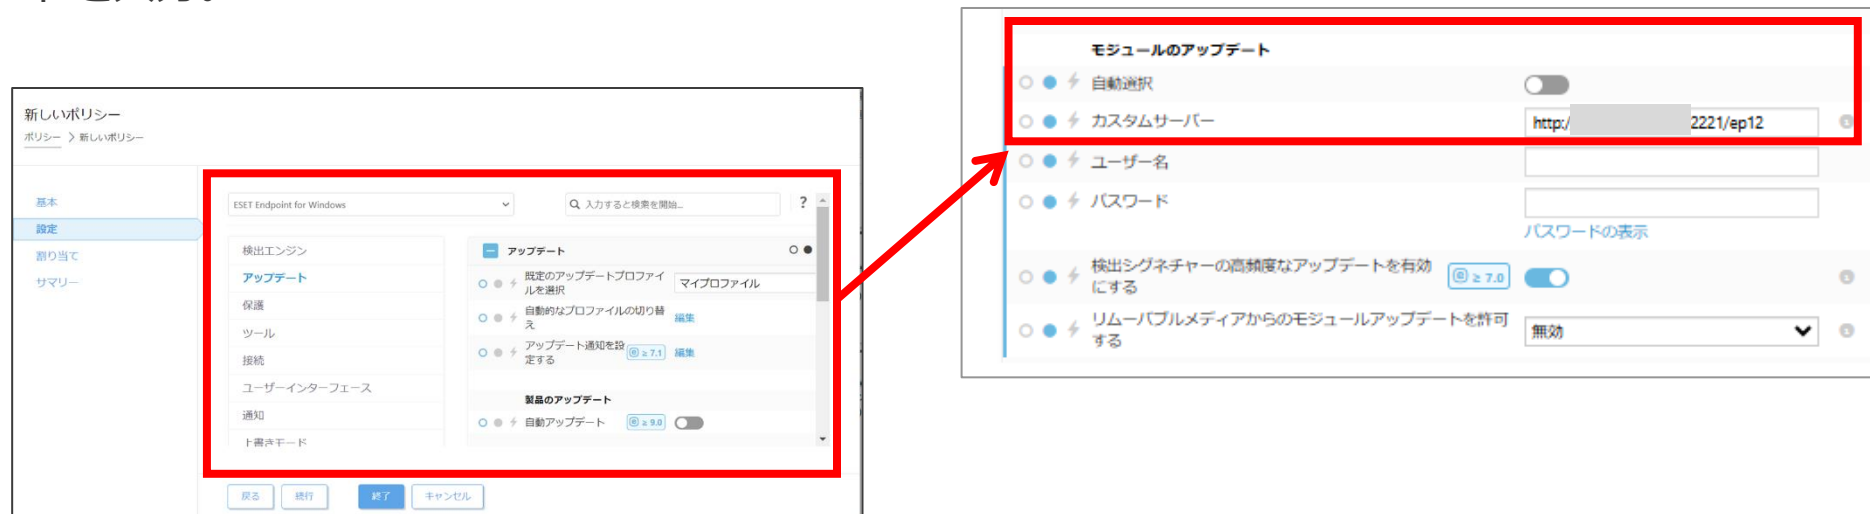 新しいポリシー
ポリシー > 新しいポリシー
基本
設定
割り当て
サマリー
ESET Endpoint for Windows
入力すると検索を開始...
?
検出エンジン
アップデート
保護
ツール
接続
ユーザーインターフェース
通知
上書きモード
アップデート
既定のアップデートプロファイ
ルを選択
マイプロファイル
自動的なプロファイルの切り替
え
編集
アップデート通知を設
定する
≥ 7.1
編集
製品のアップデート
自動アップデート
≥ 9.0
戻る
続行
終了
キャンセル
モジュールのアップデート
自動選択
カスタムサーバー
http:/
2221/ep12
ユーザー名
パスワード
パスワードの表示
検出シグネチャーの高頻度なアップデートを有効
にする
≥ 7.0
リムーバブルメディアからのモジュールアップデートを許可
する
無効